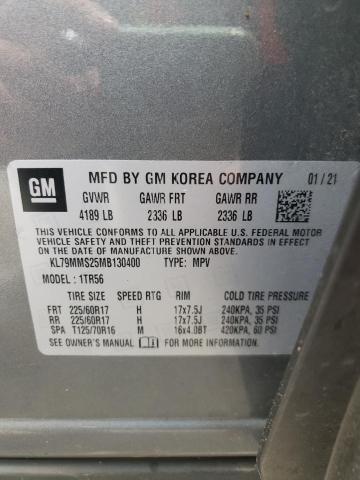 GM
MFD BY GM KOREA COMPANY 01/21
GVWR GAWR FRT GAWR RR
4189 LB 2336 LB 2336 LB
THIS VEHICLE CONFORMS TO ALL APPLICABLE U.S. FEDERAL MOTOR
VEHICLE SAFETY AND THEFT PREVENTION STANDARDS IN EFFECT ON THE
DATE OF MANUFACTURE SHOWN ABOVE.
KL79MMS25MB130400 TYPE: MPV
MODEL: 1TR56
TIRE SIZE SPEED RTG RIM COLD TIRE PRESSURE
FRT 225/60R17 H 17x7.5J 240KPA, 35 PSI
RR 225/60R17 H 17x7.5J 240KPA, 35 PSI
SPA T125/70R16 M 16x4.0BT 420KPA, 60 PSI
SEE OWNER'S MANUAL FOR MORE INFORMATION.